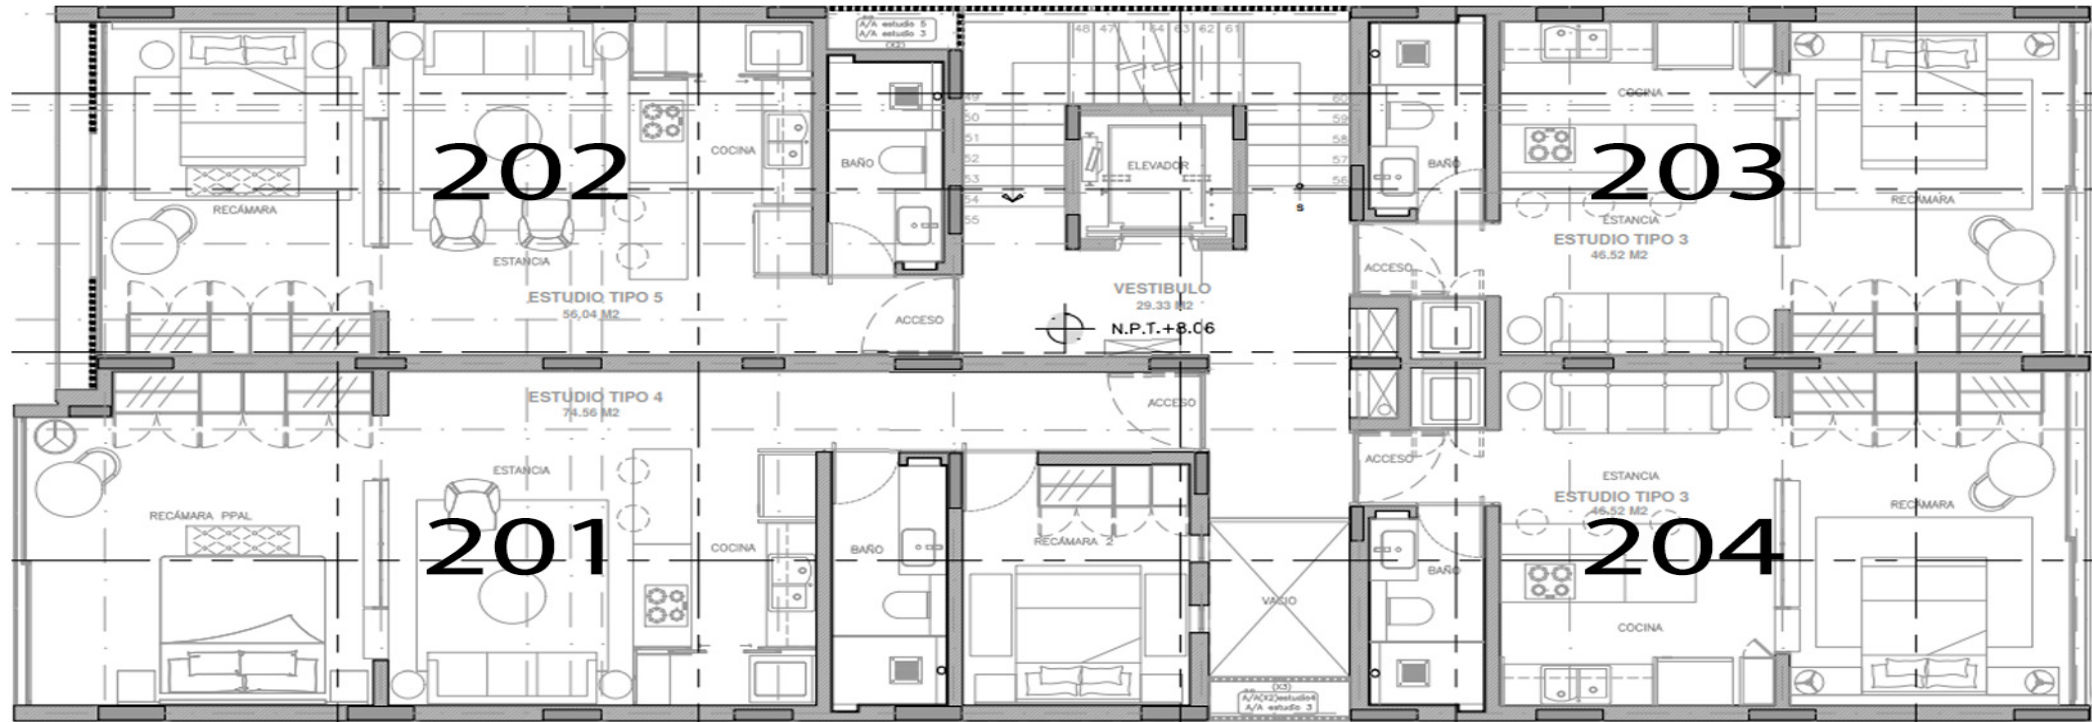 A/A estudio 5
A/A estudio 3
(X2)
48 47 64 63 62 61
49
50
51
52
53
54
55
60
59
58
57
56
S
202
RECÁMARA
ESTANCIA
COCINA
BAÑO
ESTUDIO TIPO 5
56.04 M2
ACCESO
ELEVADOR
VESTIBULO
29.33 M2
N.P.T.+8.06
203
COCINA
BAÑO
ESTANCIA
RECÁMARA
ESTUDIO TIPO 3
46.52 M2
ACCESO
201
ESTUDIO TIPO 4
74.56 M2
ACCESO
ESTANCIA
RECÁMARA PPAL
COCINA
BAÑO
RECÁMARA 2
VACIO
(X3)
A/A(X2)estudio4
A/A estudio 3
204
ACCESO
ESTANCIA
ESTUDIO TIPO 3
46.52 M2
RECÁMARA
BAÑO
COCINA